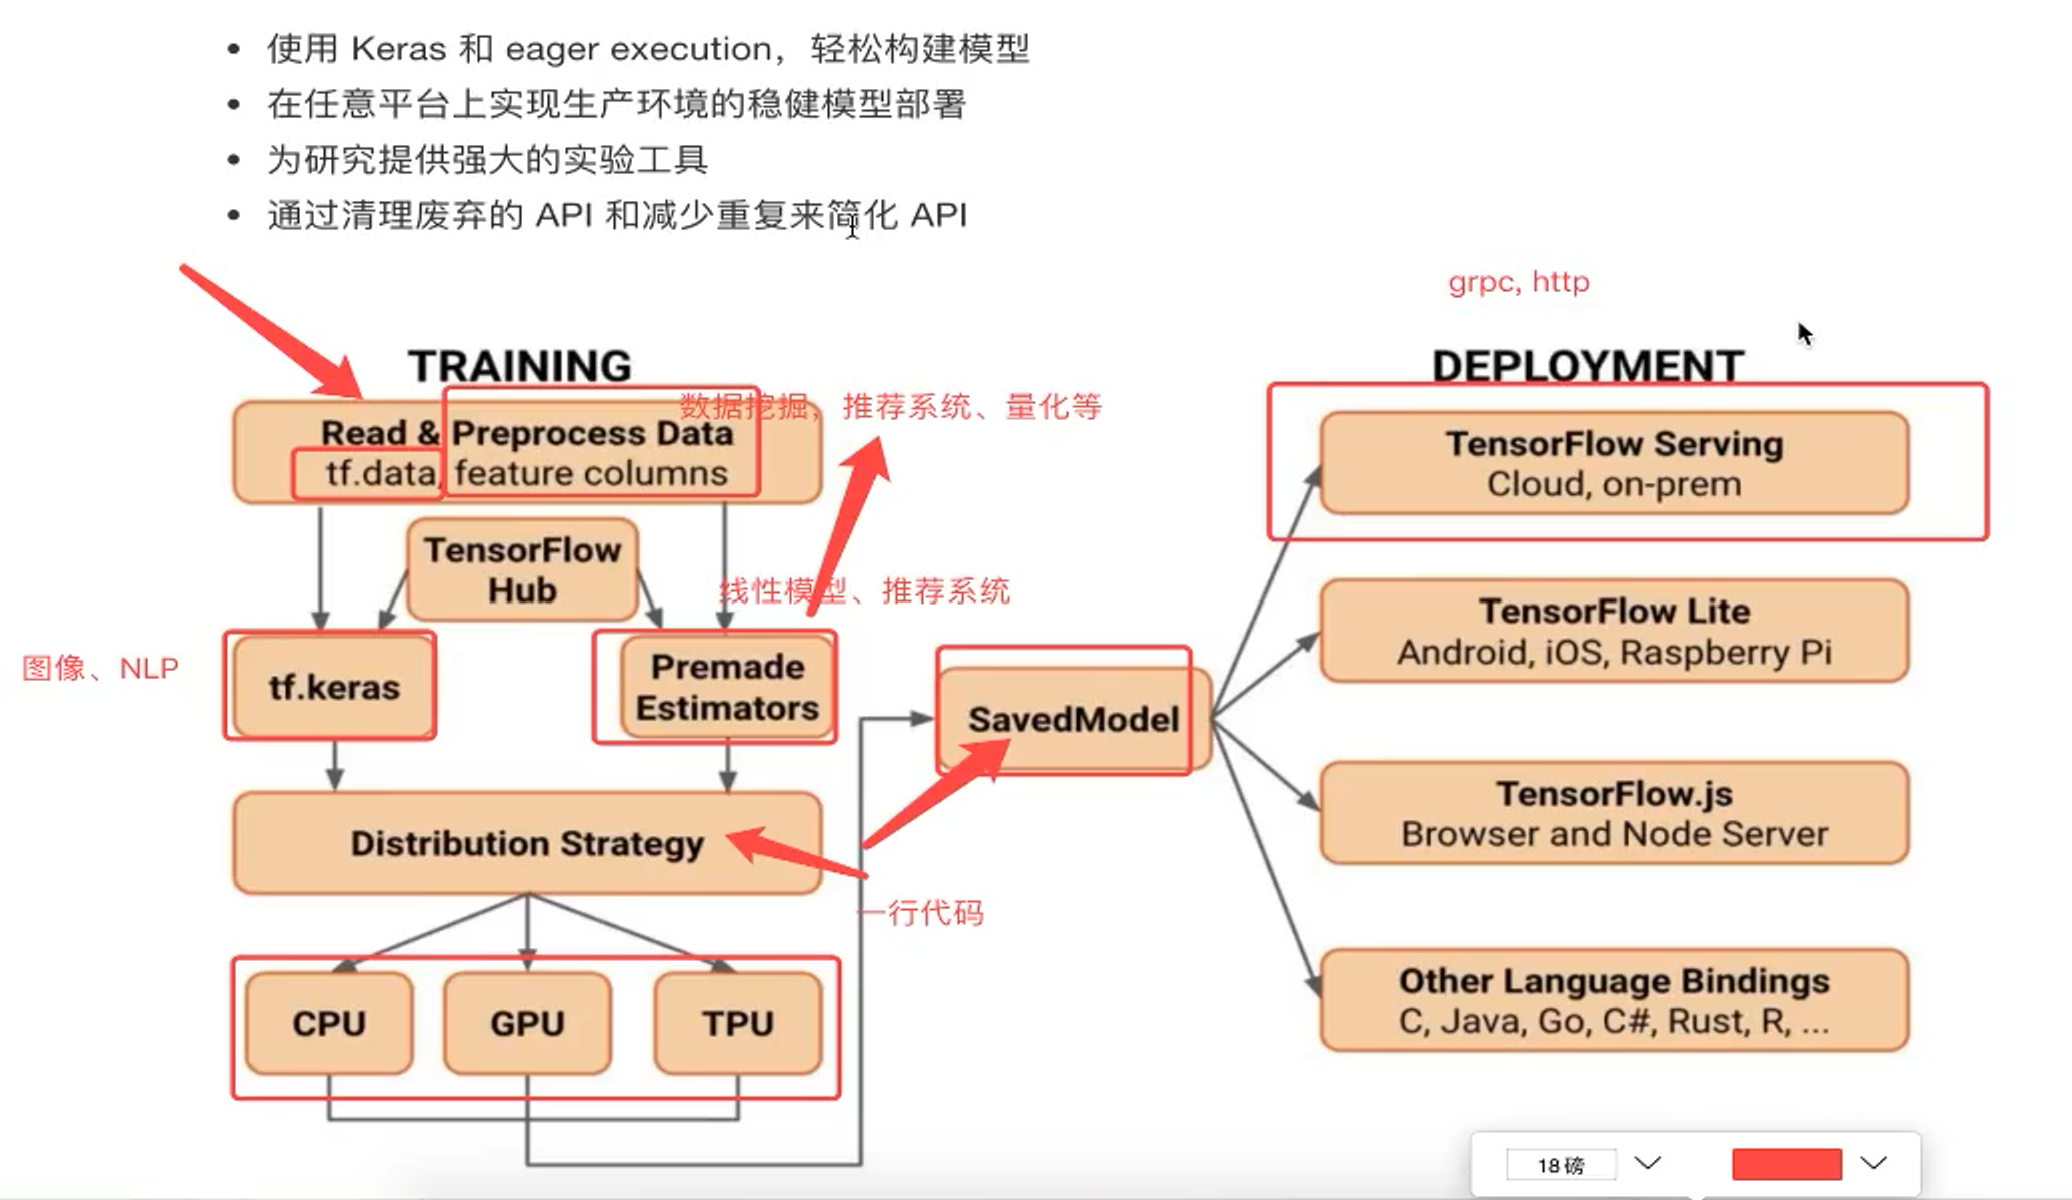 • 使用 Keras 和 eager execution，轻松构建模型
• 在任意平台上实现生产环境的稳健模型部署
• 为研究提供强大的实验工具
• 通过清理废弃的 API 和减少重复来简化 API
grpc, http
TRAINING
DEPLOYMENT
数据挖掘，推荐系统、量化等
Read & Preprocess Data
tf.data, feature columns
TensorFlow Serving
Cloud, on-prem
TensorFlow
Hub
线性模型、推荐系统
TensorFlow Lite
Android, iOS, Raspberry Pi
图像、NLP
tf.keras
Premade
Estimators
SavedModel
TensorFlow.js
Browser and Node Server
Distribution Strategy
一行代码
Other Language Bindings
C, Java, Go, C#, Rust, R, ...
CPU
GPU
TPU
18 磅